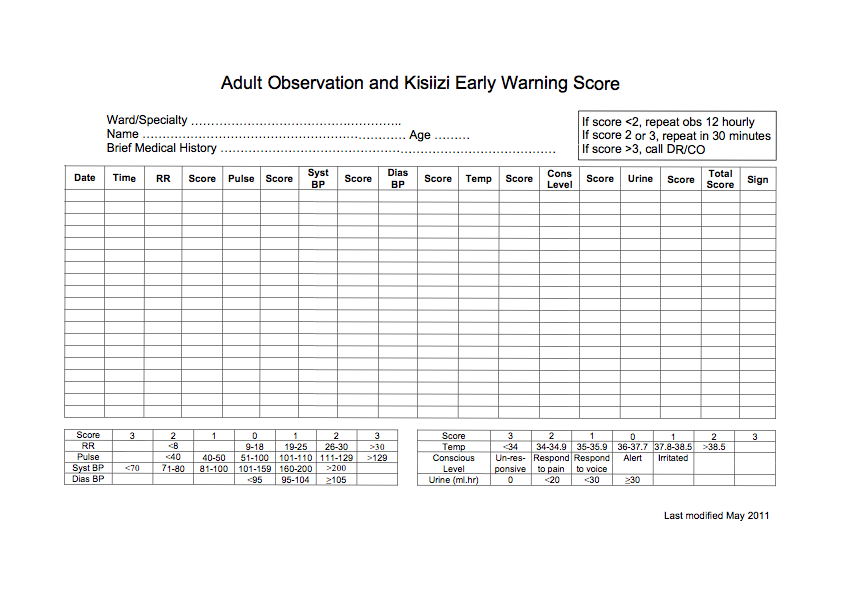 Adult Observation and Kisiizi Early Warning Score
Ward/Specialty ……………………………………………..
Name ………………………………………………………… Age ………
Brief Medical History ……………………………………………………………………………
If score <2, repeat obs 12 hourly
If score 2 or 3, repeat in 30 minutes
If score >3, call DR/CO
Date Time RR Score Pulse Score Syst BP Score Dias BP Score Temp Score Cons Level Score Urine Score Total Score Sign
Score 3 2 1 0 1 2 3
RR <8 9-18 19-25 26-30 >30
Pulse <40 40-50 51-100 101-110 111-129 >129
Syst BP <70 71-80 81-100 101-159 160-200 >200
Dias BP <95 95-104 ≥105
Score 3 2 1 0 1 2 3
Temp <34 34-34.9 35-35.9 36-37.7 37.8-38.5 >38.5
Conscious Level Un-res-ponsive Respond to pain Respond to voice Alert Irritated
Urine (ml.hr) 0 <20 <30 ≥30
Last modified May 2011